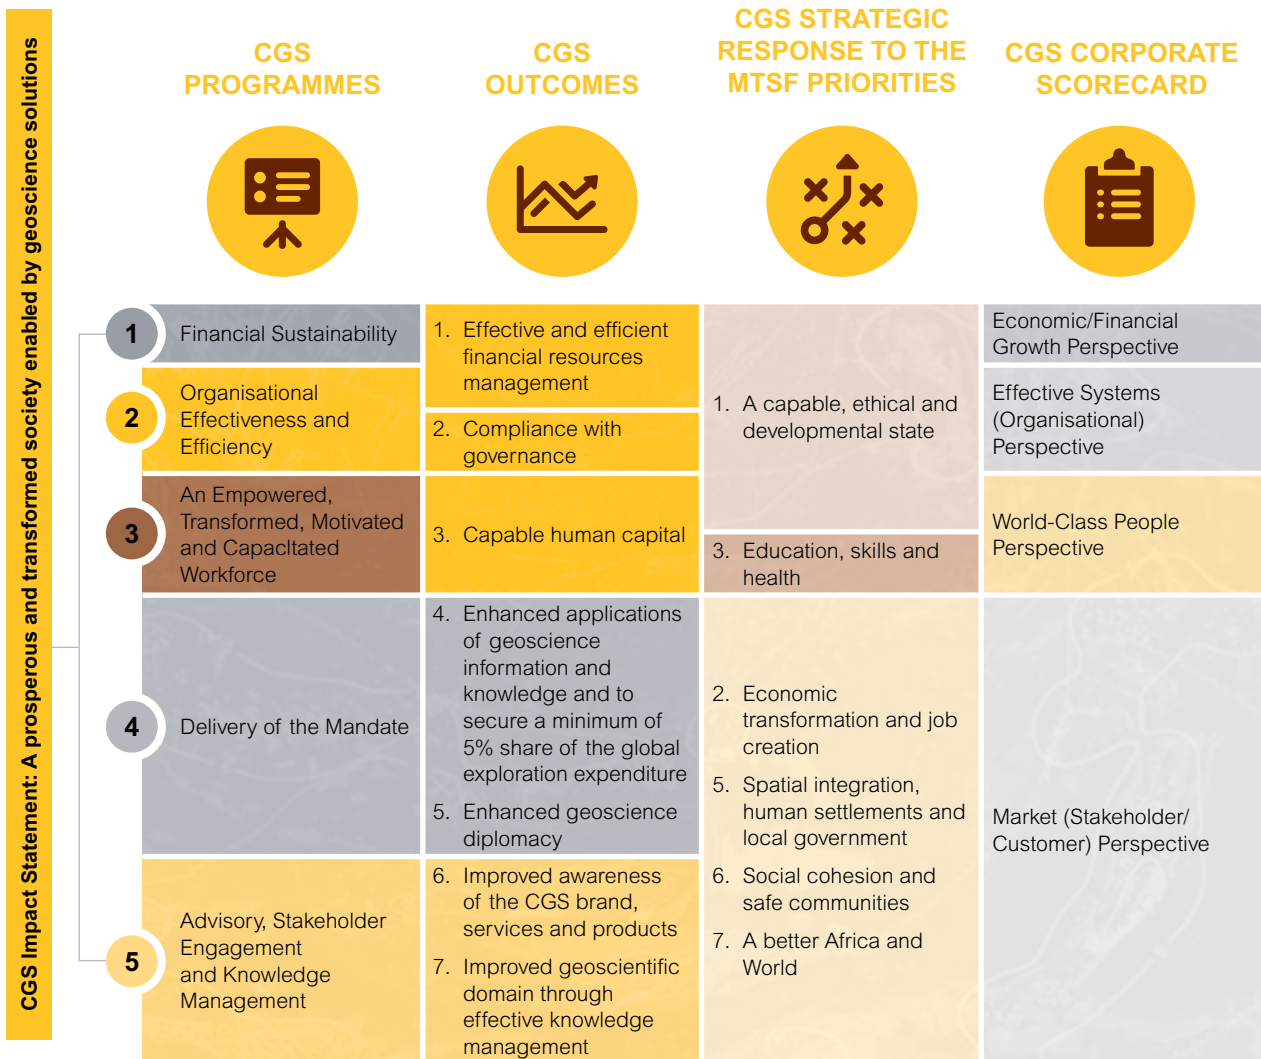 CGS Impact Statement: A prosperous and transformed society enabled by geoscience solutions
CGS
PROGRAMMES
CGS
OUTCOMES
CGS STRATEGIC
RESPONSE TO THE
MTSF PRIORITIES
CGS CORPORATE
SCORECARD
1
Financial Sustainability
2
Organisational
Effectiveness and
Efficiency
3
An Empowered,
Transformed, Motivated
and Capacltated
Workforce
4
Delivery of the Mandate
5
Advisory, Stakeholder
Engagement
and Knowledge
Management
1. Effective and efficient
financial resources
management
2. Compliance with
governance
3. Capable human capital
4. Enhanced applications
of geoscience
information and
knowledge and to
secure a minimum of
5% share of the global
exploration expenditure
5. Enhanced geoscience
diplomacy
6. Improved awareness
of the CGS brand,
services and products
7. Improved geoscientific
domain through
effective knowledge
management
1. A capable, ethical and
developmental state
3. Education, skills and
health
2. Economic
transformation and job
creation
5. Spatial integration,
human settlements and
local government
6. Social cohesion and
safe communities
7. A better Africa and
World
Economic/Financial
Growth Perspective
Effective Systems
(Organisational)
Perspective
World-Class People
Perspective
Market (Stakeholder/
Customer) Perspective